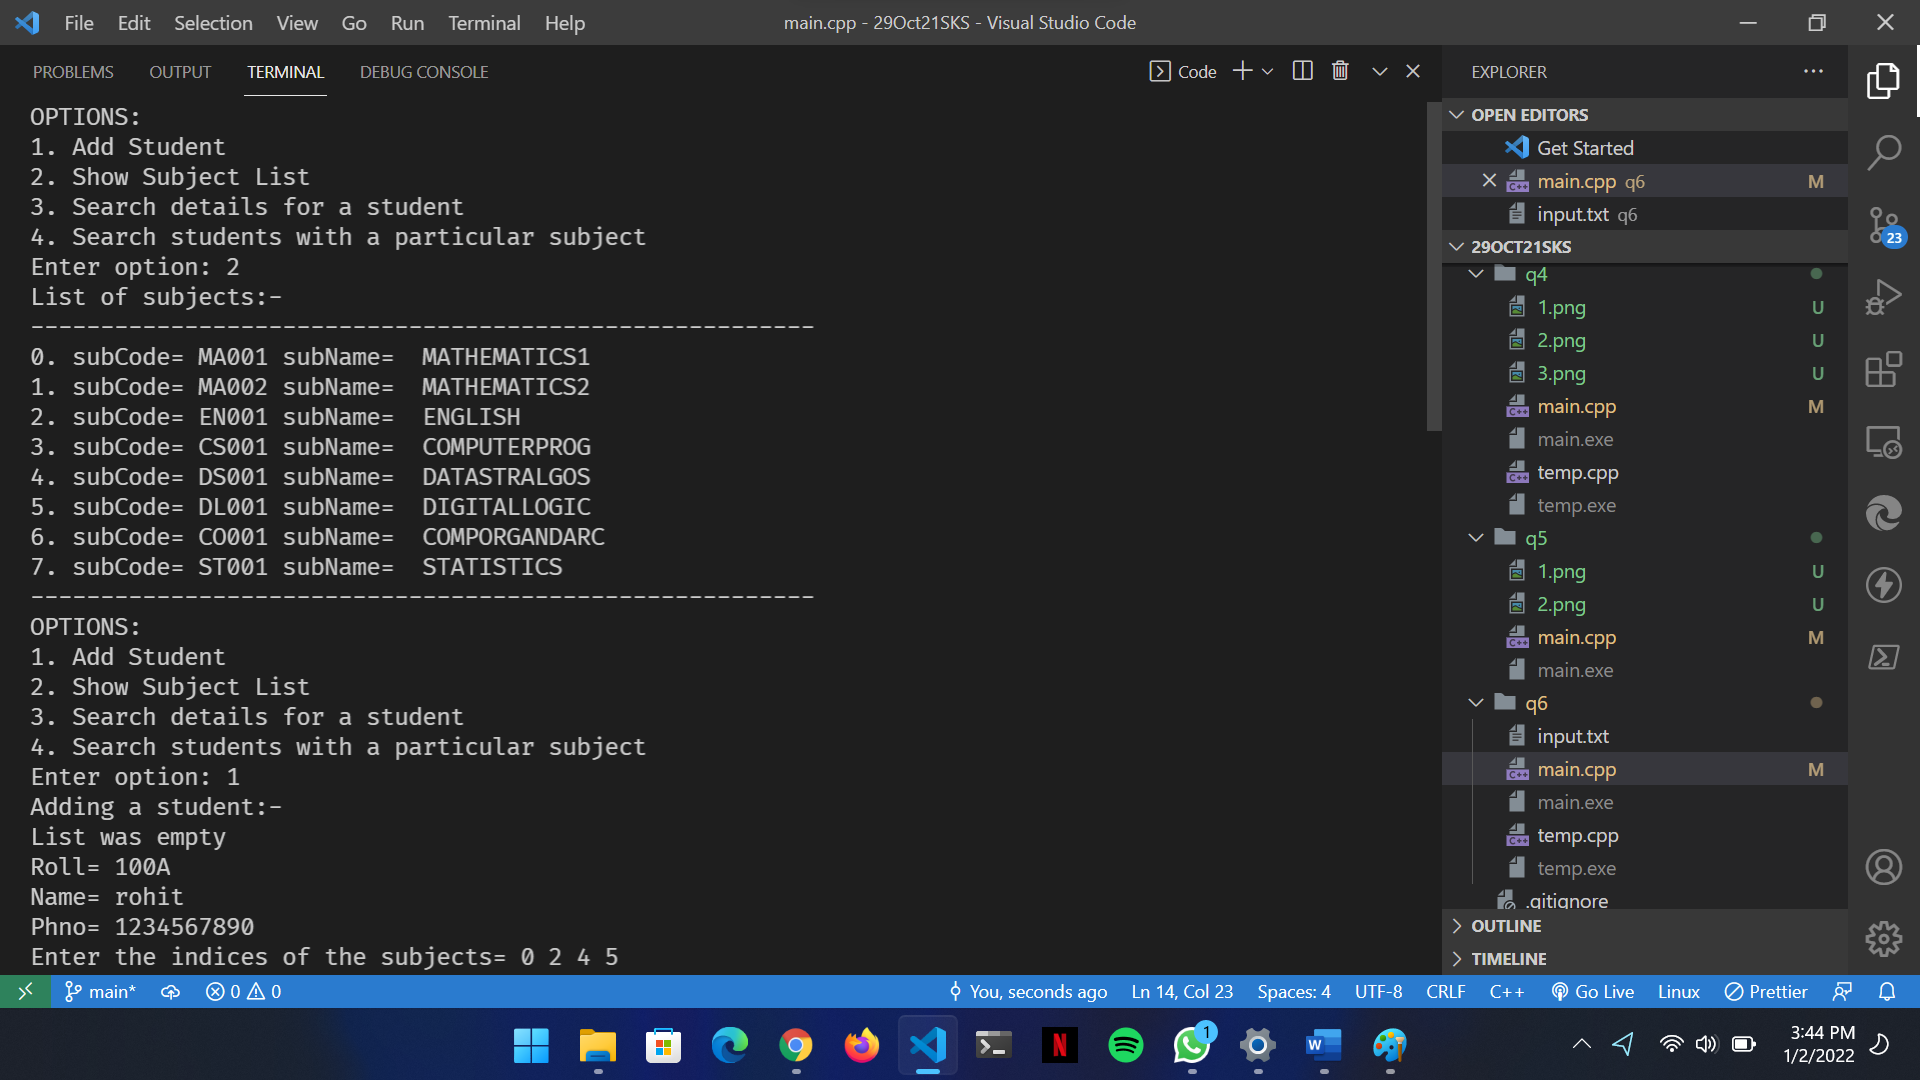 File Edit Selection View Go Run Terminal Help
main.cpp - 29Oct21SKS - Visual Studio Code
PROBLEMS OUTPUT TERMINAL DEBUG CONSOLE
Code
OPTIONS:
1. Add Student
2. Show Subject List
3. Search details for a student
4. Search students with a particular subject
Enter option: 2
List of subjects:-
--------------------------------------------------------
0. subCode= MA001 subName=  MATHEMATICS1
1. subCode= MA002 subName=  MATHEMATICS2
2. subCode= EN001 subName=  ENGLISH
3. subCode= CS001 subName=  COMPUTERPROG
4. subCode= DS001 subName=  DATASTRALGOS
5. subCode= DL001 subName=  DIGITALLOGIC
6. subCode= CO001 subName=  COMPORGANDARC
7. subCode= ST001 subName=  STATISTICS
--------------------------------------------------------
OPTIONS:
1. Add Student
2. Show Subject List
3. Search details for a student
4. Search students with a particular subject
Enter option: 1
Adding a student:-
List was empty
Roll= 100A
Name= rohit
Phno= 1234567890
Enter the indices of the subjects= 0 2 4 5
EXPLORER
OPEN EDITORS
Get Started
main.cpp q6 M
input.txt q6
29OCT21SKS
q4
1.png U
2.png U
3.png U
main.cpp M
main.exe
temp.cpp
temp.exe
q5
1.png U
2.png U
main.cpp M
main.exe
q6
input.txt
main.cpp M
main.exe
temp.cpp
temp.exe
.gitignore
OUTLINE
TIMELINE
23
main* 0 0
You, seconds ago Ln 14, Col 23 Spaces: 4 UTF-8 CRLF C++ Go Live Linux Prettier
1
3:44 PM
1/2/2022